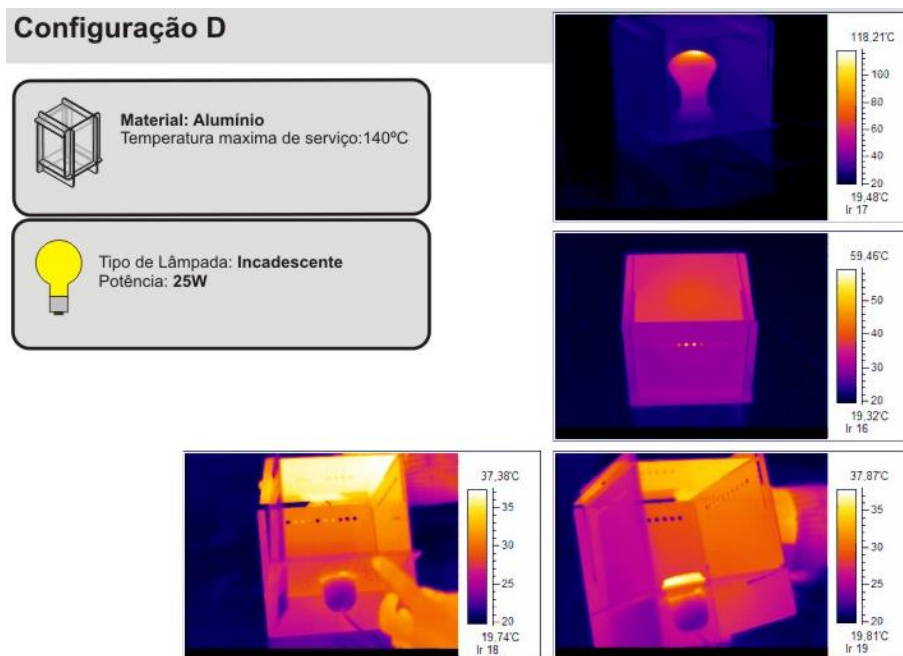 Configuração D
Material: Alumínio
Temperatura maxima de serviço:140ºC
Tipo de Lâmpada: Incadescente
Potência: 25W
118,21°C
100
80
60
40
20
19,48°C
Ir 17
59,46°C
50
40
30
20
19,32°C
Ir 16
37,38°C
35
30
25
20
19,74°C
Ir 18
37,87°C
35
30
25
20
19,81°C
Ir 19